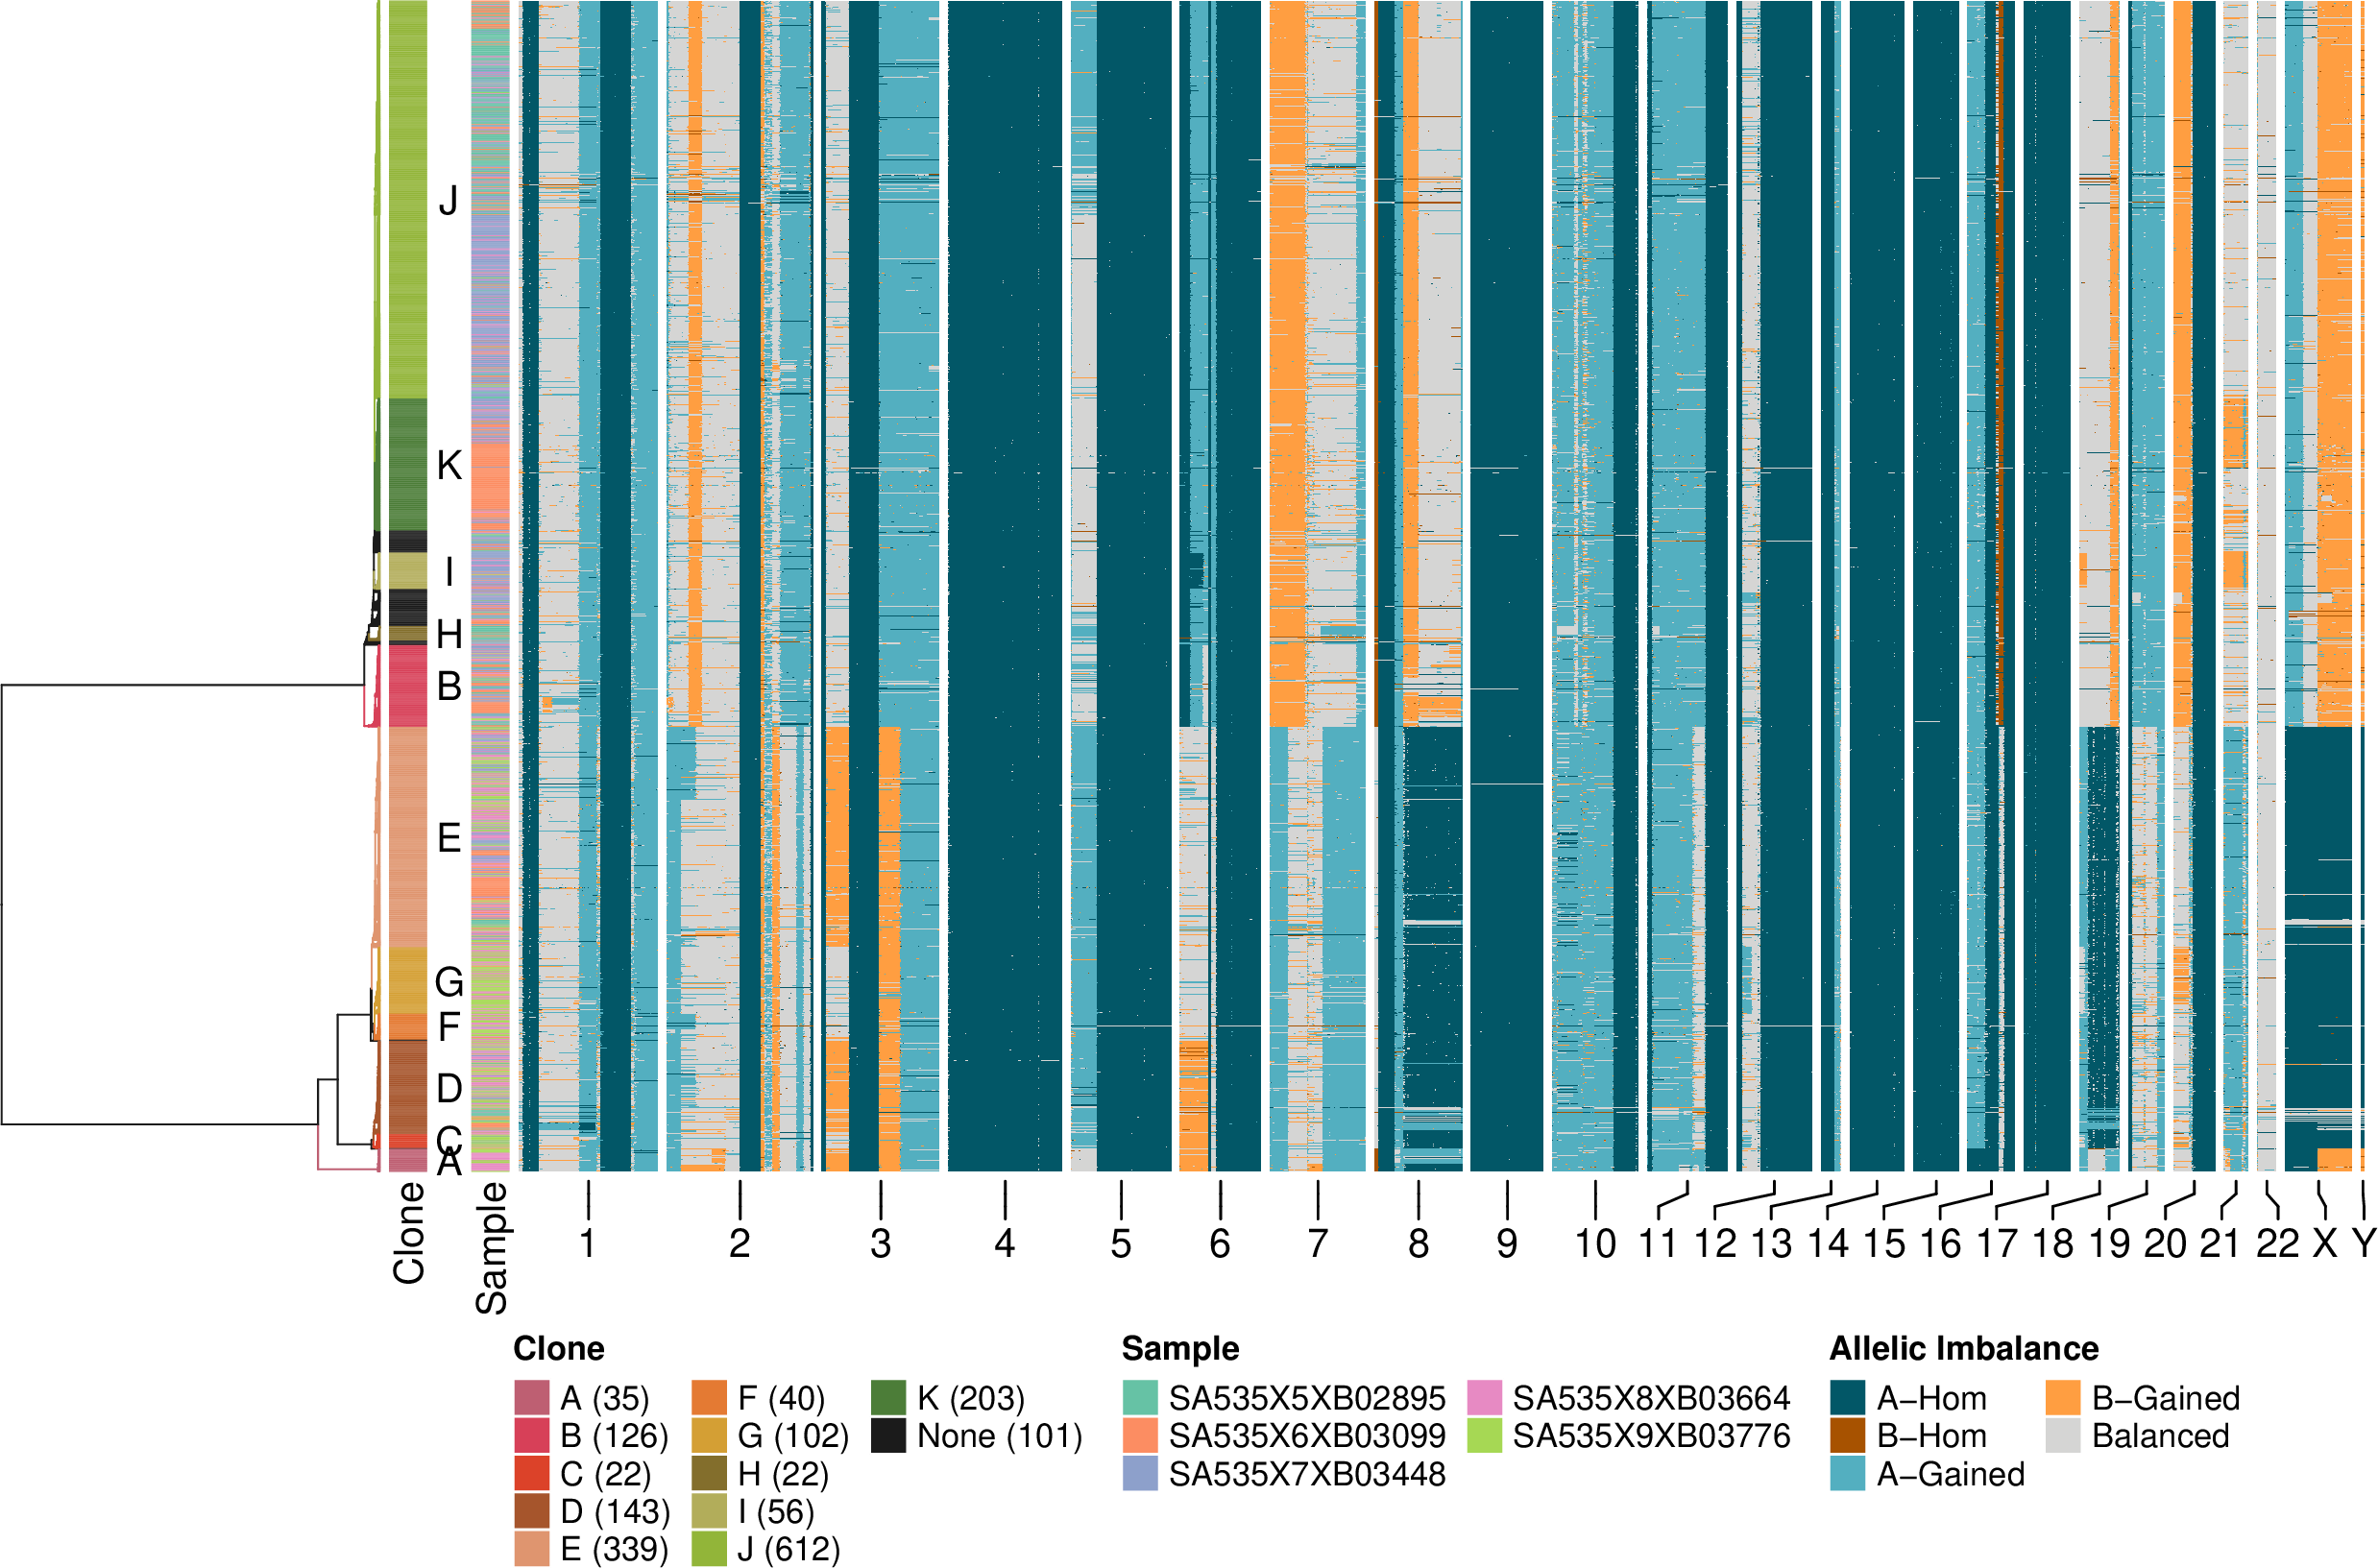 J
K
I
H
B
E
G
F
D
C
A
Clone
Sample
1 2 3 4 5 6 7 8 9 10 11 12 13 14 15 16 17 18 19 20 21 22 X Y
Clone
A (35)
B (126)
C (22)
D (143)
E (339)
F (40)
G (102)
H (22)
I (56)
J (612)
K (203)
None (101)
Sample
SA535X5XB02895
SA535X6XB03099
SA535X7XB03448
SA535X8XB03664
SA535X9XB03776
Allelic Imbalance
A−Hom
B−Hom
A−Gained
B−Gained
Balanced